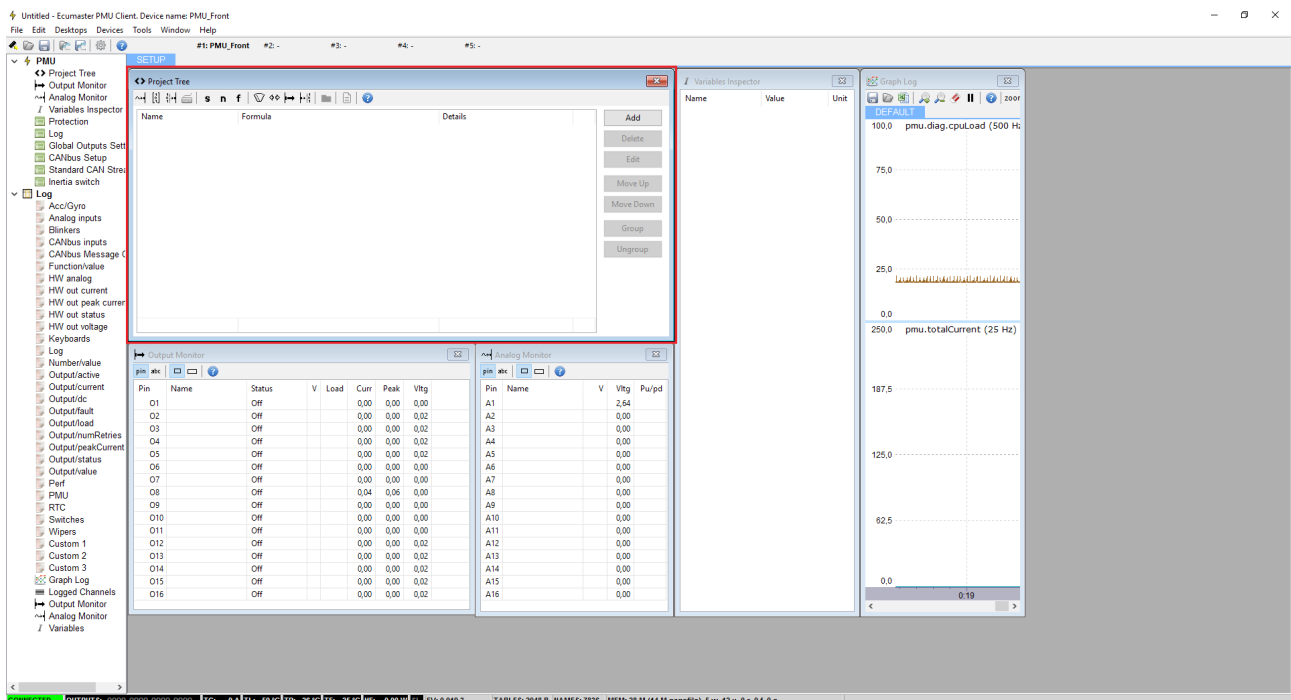 Untitled - Ecumaster PMU Client. Device name: PMU_Front
File Edit Desktops Devices Tools Window Help
#1: PMU_Front #2: - #3: - #4: - #5: -
PMU
Project Tree
Output Monitor
Analog Monitor
Variables Inspector
Protection
Log
Global Outputs Sett
CANbus Setup
Standard CAN Strea
Inertia switch
Log
Acc/Gyro
Analog inputs
Blinkers
CANbus inputs
CANbus Message O
Function/value
HW analog
HW out current
HW out peak curren
HW out status
HW out voltage
Keyboards
Log
Number/value
Output/active
Output/current
Output/dc
Output/fault
Output/load
Output/numRetries
Output/peakCurrent
Output/status
Output/value
Perf
PMU
RTC
Switches
Wipers
Custom 1
Custom 2
Custom 3
Graph Log
Logged Channels
Output Monitor
Analog Monitor
Variables
SETUP
Project Tree
s n f
Name Formula Details
Add
Delete
Edit
Move Up
Move Down
Group
Ungroup
Output Monitor
pin abc
Pin Name Status V Load Curr Peak Vltg
O1 Off 0,00 0,00 0,00
O2 Off 0,00 0,00 0,02
O3 Off 0,00 0,00 0,02
O4 Off 0,00 0,00 0,02
O5 Off 0,00 0,00 0,02
O6 Off 0,00 0,00 0,02
O7 Off 0,00 0,00 0,02
O8 Off 0,04 0,06 0,00
O9 Off 0,00 0,00 0,00
O10 Off 0,00 0,00 0,02
O11 Off 0,00 0,00 0,02
O12 Off 0,00 0,00 0,02
O13 Off 0,00 0,00 0,02
O14 Off 0,00 0,00 0,02
O15 Off 0,00 0,00 0,02
O16 Off 0,00 0,00 0,02
Analog Monitor
pin abc
Pin Name V Vltg Pu/pd
A1 2,64
A2 0,00
A3 0,00
A4 0,00
A5 0,00
A6 0,00
A7 0,00
A8 0,00
A9 0,00
A10 0,00
A11 0,00
A12 0,00
A13 0,00
A14 0,00
A15 0,00
A16 0,00
Variables Inspector
Name Value Unit
Graph Log
zoor
DEFAULT
100,0 pmu.diag.cpuLoad (500 Hz
75,0
50,0
25,0
0,0
250,0 pmu.totalCurrent (25 Hz)
187,5
125,0
62,5
0,0
0:19